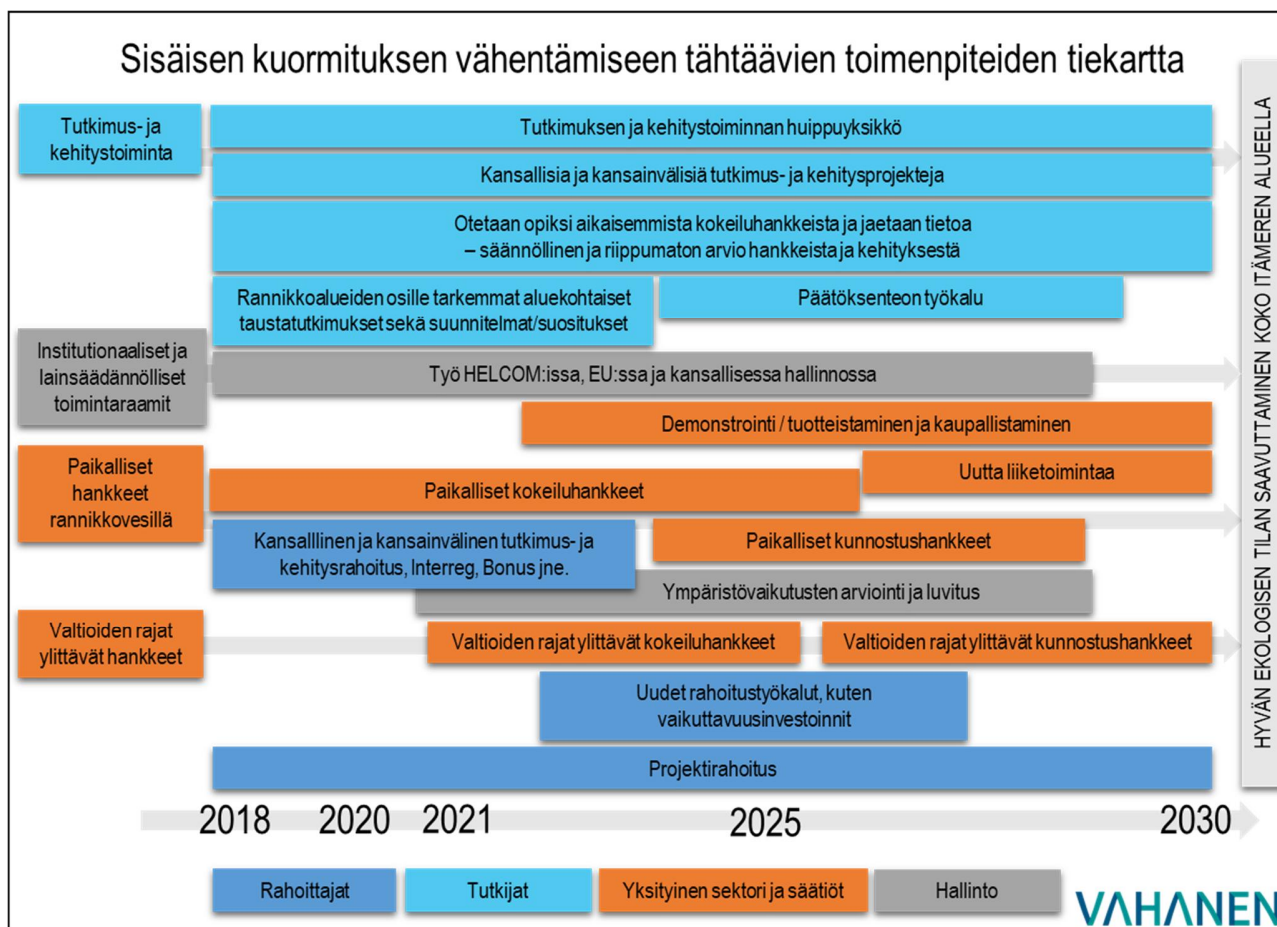 Sisäisen kuormituksen vähentämiseen tähtäävien toimenpiteiden tiekartta
Tutkimus- ja
kehitystoiminta
Tutkimuksen ja kehitystoiminnan huippuyksikkö
Kansallisia ja kansainvälisiä tutkimus- ja kehitysprojekteja
Otetaan opiksi aikaisemmista kokeiluhankkeista ja jaetaan tietoa
– säännöllinen ja riippumaton arvio hankkeista ja kehityksestä
Rannikkoalueiden osille tarkemmat aluekohtaiset
taustatutkimukset sekä suunnitelmat/suositukset
Päätöksenteon työkalu
Institutionaaliset ja
lainsäädännölliset
toimintaraamit
Työ HELCOM:issa, EU:ssa ja kansallisessa hallinnossa
Demonstrointi / tuotteistaminen ja kaupallistaminen
Paikalliset
hankkeet
rannikkovesillä
Uutta liiketoimintaa
Paikalliset kokeiluhankkeet
Kansalllinen ja kansainvälinen tutkimus- ja
kehitysrahoitus, Interreg, Bonus jne.
Paikalliset kunnostushankkeet
Ympäristövaikutusten arviointi ja luvitus
Valtioiden rajat
ylittävät hankkeet
Valtioiden rajat ylittävät kokeiluhankkeet
Valtioiden rajat ylittävät kunnostushankkeet
Uudet rahoitustyökalut, kuten
vaikuttavuusinvestoinnit
Projektirahoitus
HYVÄN EKOLOGISEN TILAN SAAVUTTAMINEN KOKO ITÄMEREN ALUEELLA
2018 2020 2021 2025 2030
Rahoittajat
Tutkijat
Yksityinen sektori ja säätiöt
Hallinto
VAHANEN